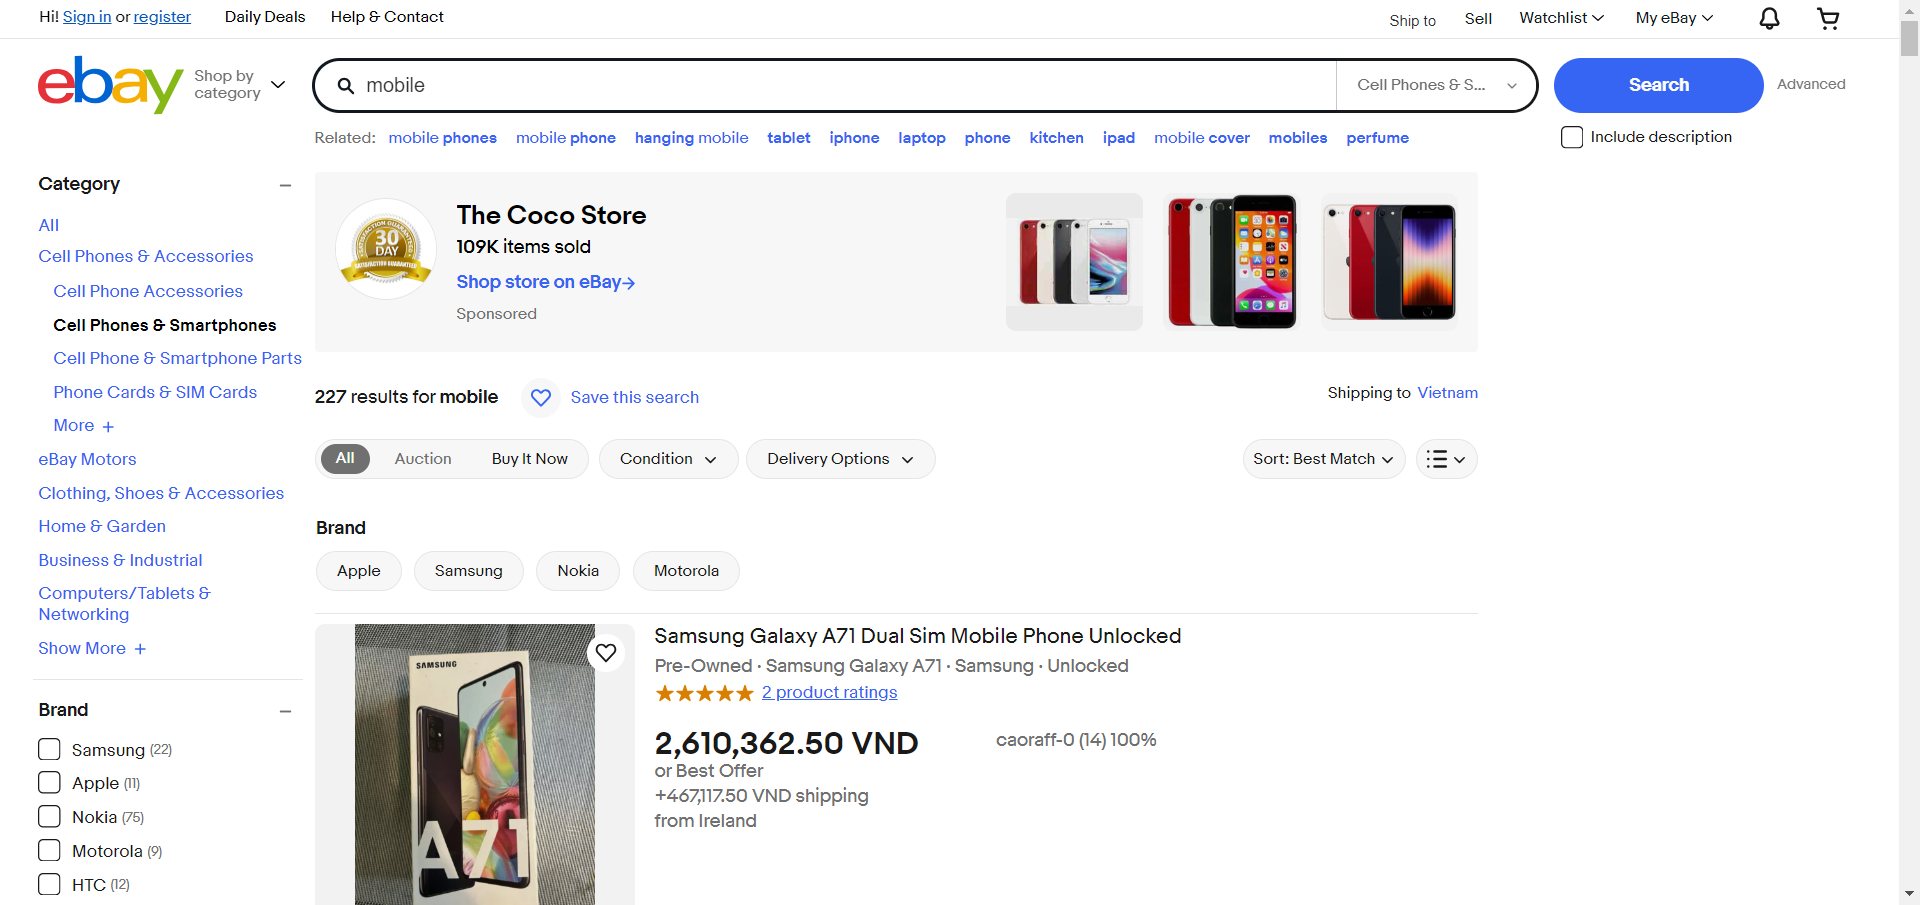 Hi! Sign in or register
Daily Deals
Help & Contact
Ship to
Sell
Watchlist
My eBay
ebay
Shop by
category
mobile
Cell Phones & S...
Search
Advanced
Related: mobile phones mobile phone hanging mobile tablet iphone laptop phone kitchen ipad mobile cover mobiles perfume
Include description
Category
All
Cell Phones & Accessories
Cell Phone Accessories
Cell Phones & Smartphones
Cell Phone & Smartphone Parts
Phone Cards & SIM Cards
More +
eBay Motors
Clothing, Shoes & Accessories
Home & Garden
Business & Industrial
Computers/Tablets &
Networking
Show More +
Brand
Samsung (22)
Apple (11)
Nokia (75)
Motorola (9)
HTC (12)
SATISFACTION GUARANTEED
30
DAY
SATISFACTION GUARANTEED
The Coco Store
109K items sold
Shop store on eBay→
Sponsored
227 results for mobile
Save this search
Shipping to Vietnam
All
Auction
Buy It Now
Condition
Delivery Options
Sort: Best Match
Brand
Apple
Samsung
Nokia
Motorola
SAMSUNG
A71
Samsung Galaxy A71 Dual Sim Mobile Phone Unlocked
Pre-Owned · Samsung Galaxy A71 · Samsung · Unlocked
2 product ratings
2,610,362.50 VND
or Best Offer
+467,117.50 VND shipping
from Ireland
caoraff-0 (14) 100%